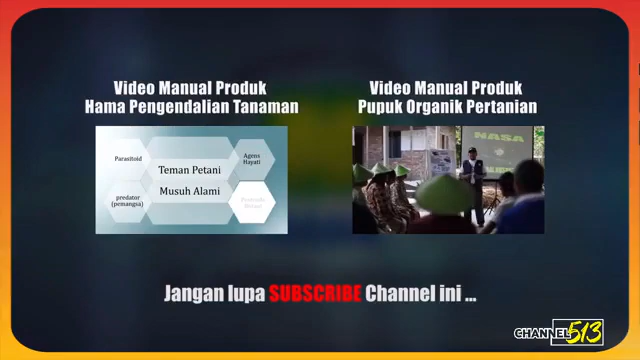 Video Manual Produk
Hama Pengendalian Tanaman
Video Manual Produk
Pupuk Organik Pertanian
Parasitoid
Agens
Hayati
Teman Petani
Musuh Alami
predator
(pemangsa)
NASA
Jangan lupa SUBSCRIBE Channel ini ...
CHANNEL 513